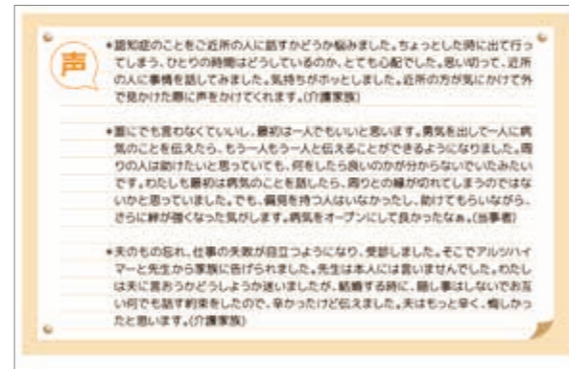 声
*認知症のことをご近所の人に話すかどうか悩みました。ちょっとした時に出て行っ
てしまう、ひとりの時間はどうしているのか、とても心配でした。思い切って、近所
の人に事情を話してみました。気持ちがホッとしました。近所の方が気にかけて外
で見かけた際に声をかけてくれます。(介護家族)
*誰にでも言わなくていいし、最初は一人でもいいと思います。勇気を出して一人に病
気のことを伝えたら、もう一人もう一人と伝えることができるようになりました。周
りの人は助けたいと思っていても、何をしたら良いのかが分からないでいたみたい
です。わたしも最初は病気のことを話したら、周りとの縁が切れてしまうのではな
いかと思っていました。でも、偏見を持つ人はいなかったし、助けてもらいながら、
さらに絆が強くなった気がします。病気をオープンにして良かったなぁ。(当事者)
*夫のもの忘れ、仕事の失敗が目立つようになり、受診しました。そこでアルツハイ
マーと先生から家族に告げられました。先生は本人には言いませんでした。わたし
は夫に言おうかどうしようか迷いましたが、結婚する時に、隠し事はしないでお互
い何でも話す約束をしたので、辛かったけど伝えました。夫はもっと辛く、悔しかっ
たと思います。(介護家族)